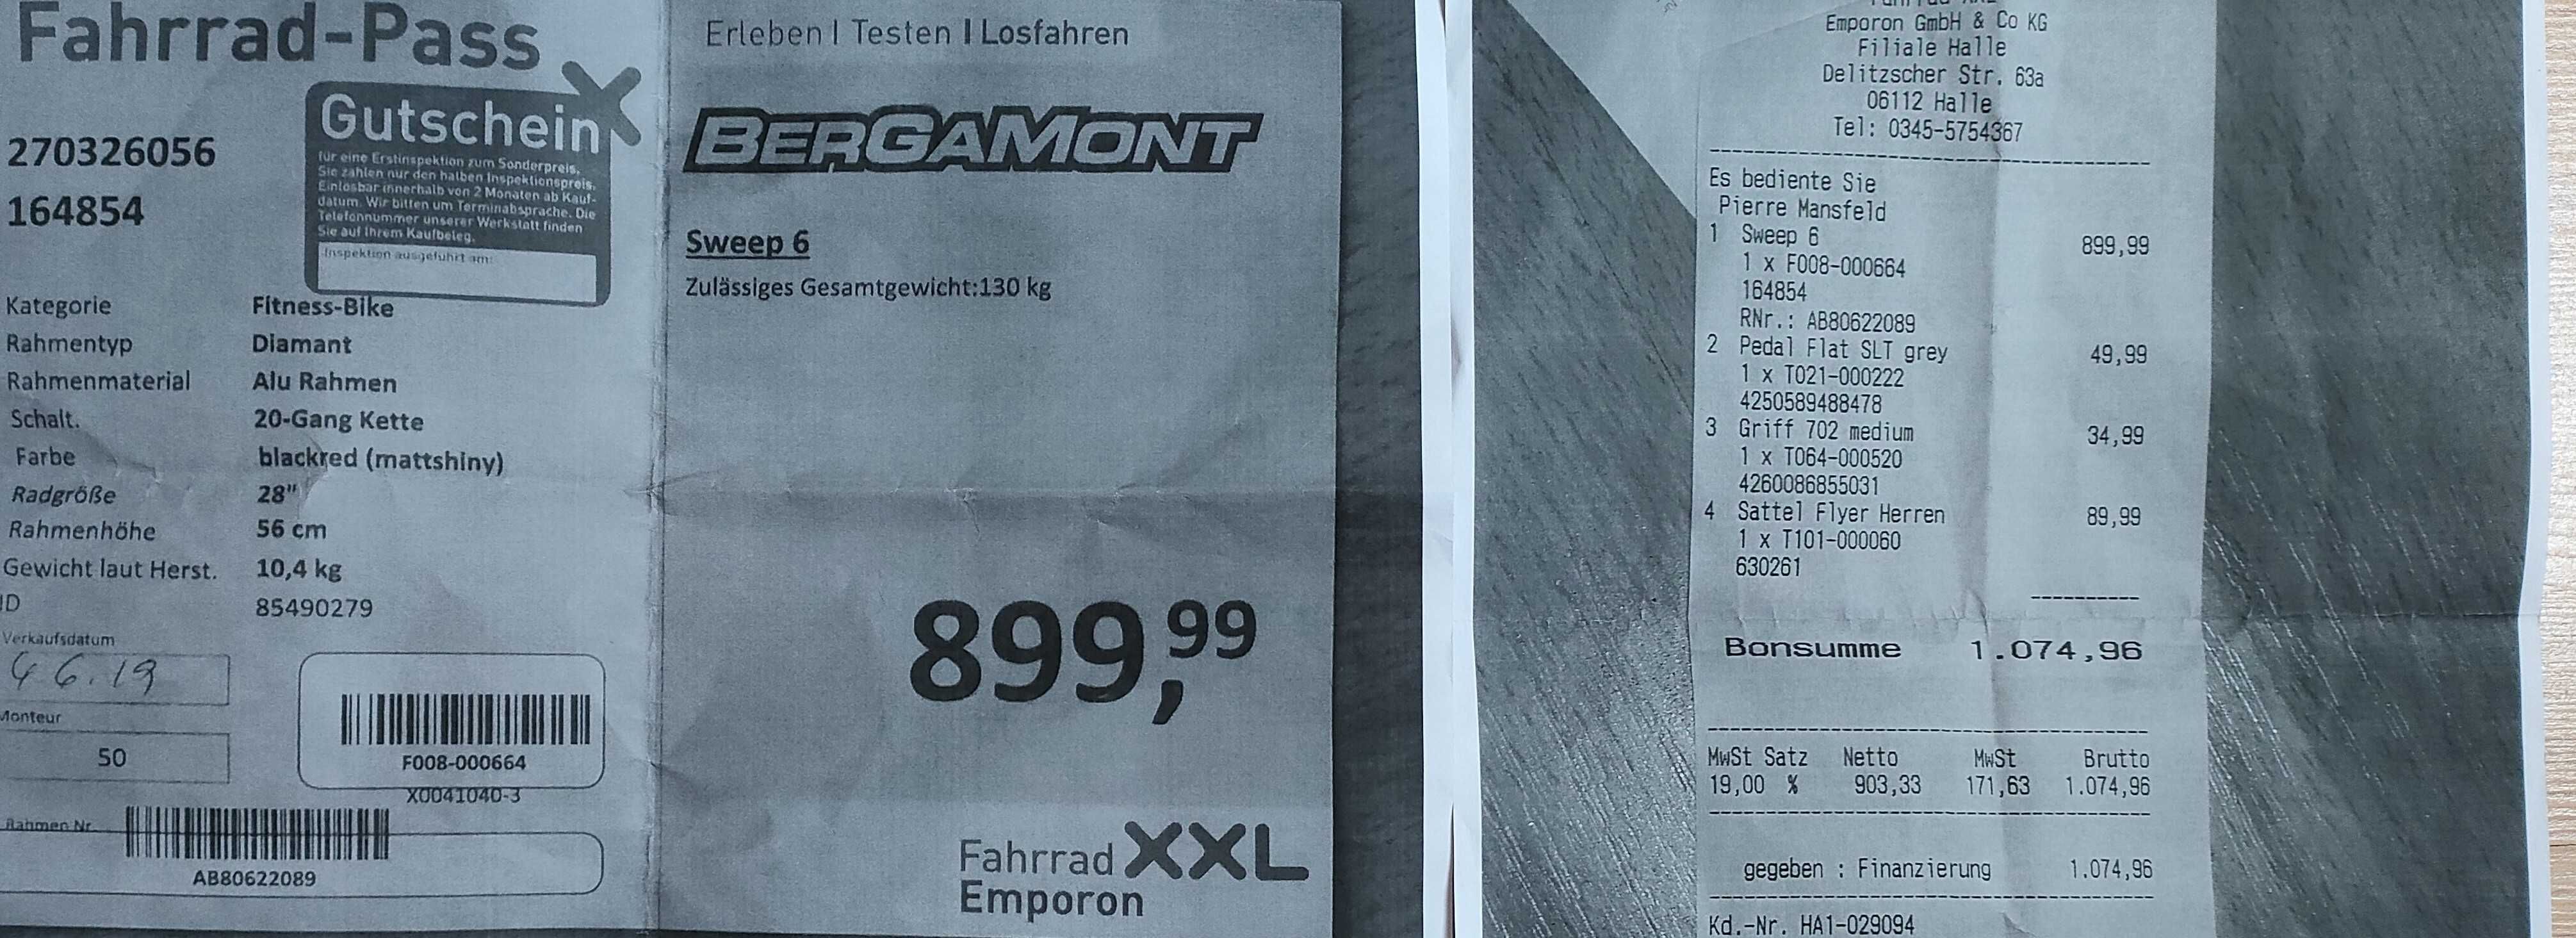 Fahrrad-Pass
Gutschein
für eine Erstinspektion zum Sonderpreis.
Sie zahlen nur den halben Inspektionspreis.
Einlösbar innerhalb von 2 Monaten ab Kauf-
datum. Wir bitten um Terminabsprache. Die
Telefonnummer unserer Werkstatt finden
Sie auf Ihrem Kaufbeleg.
Inspektion ausgeführt am:
270326056
164854
Kategorie Fitness-Bike
Rahmentyp Diamant
Rahmenmaterial Alu Rahmen
Schalt. 20-Gang Kette
Farbe blackred (mattshiny)
Radgröße 28"
Rahmenhöhe 56 cm
Gewicht laut Herst. 10,4 kg
ID 85490279
Verkaufsdatum
4 6.19
Monteur
50
F008-000664
X0041040-3
Rahmen Nr.
AB80622089
Erleben I Testen I Losfahren
BERGAMONT
Sweep 6
Zulässiges Gesamtgewicht:130 kg
899,99
Fahrrad XXL
Emporon
Emporon GmbH & Co KG
Filiale Halle
Delitzscher Str. 63a
06112 Halle
Tel: 0345-5754367
Es bediente Sie
Pierre Mansfeld
1 Sweep 6 899,99
1 x F008-000664
164854
RNr.: AB80622089
2 Pedal Flat SLT grey 49,99
1 x T021-000222
4250589488478
3 Griff 702 medium 34,99
1 x T064-000520
4260086855031
4 Sattel Flyer Herren 89,99
1 x T101-000060
630261
Bonsumme 1.074,96
MwSt Satz Netto MwSt Brutto
19,00 % 903,33 171,63 1.074,96
gegeben : Finanzierung 1.074,96
Kd.-Nr. HA1-029094